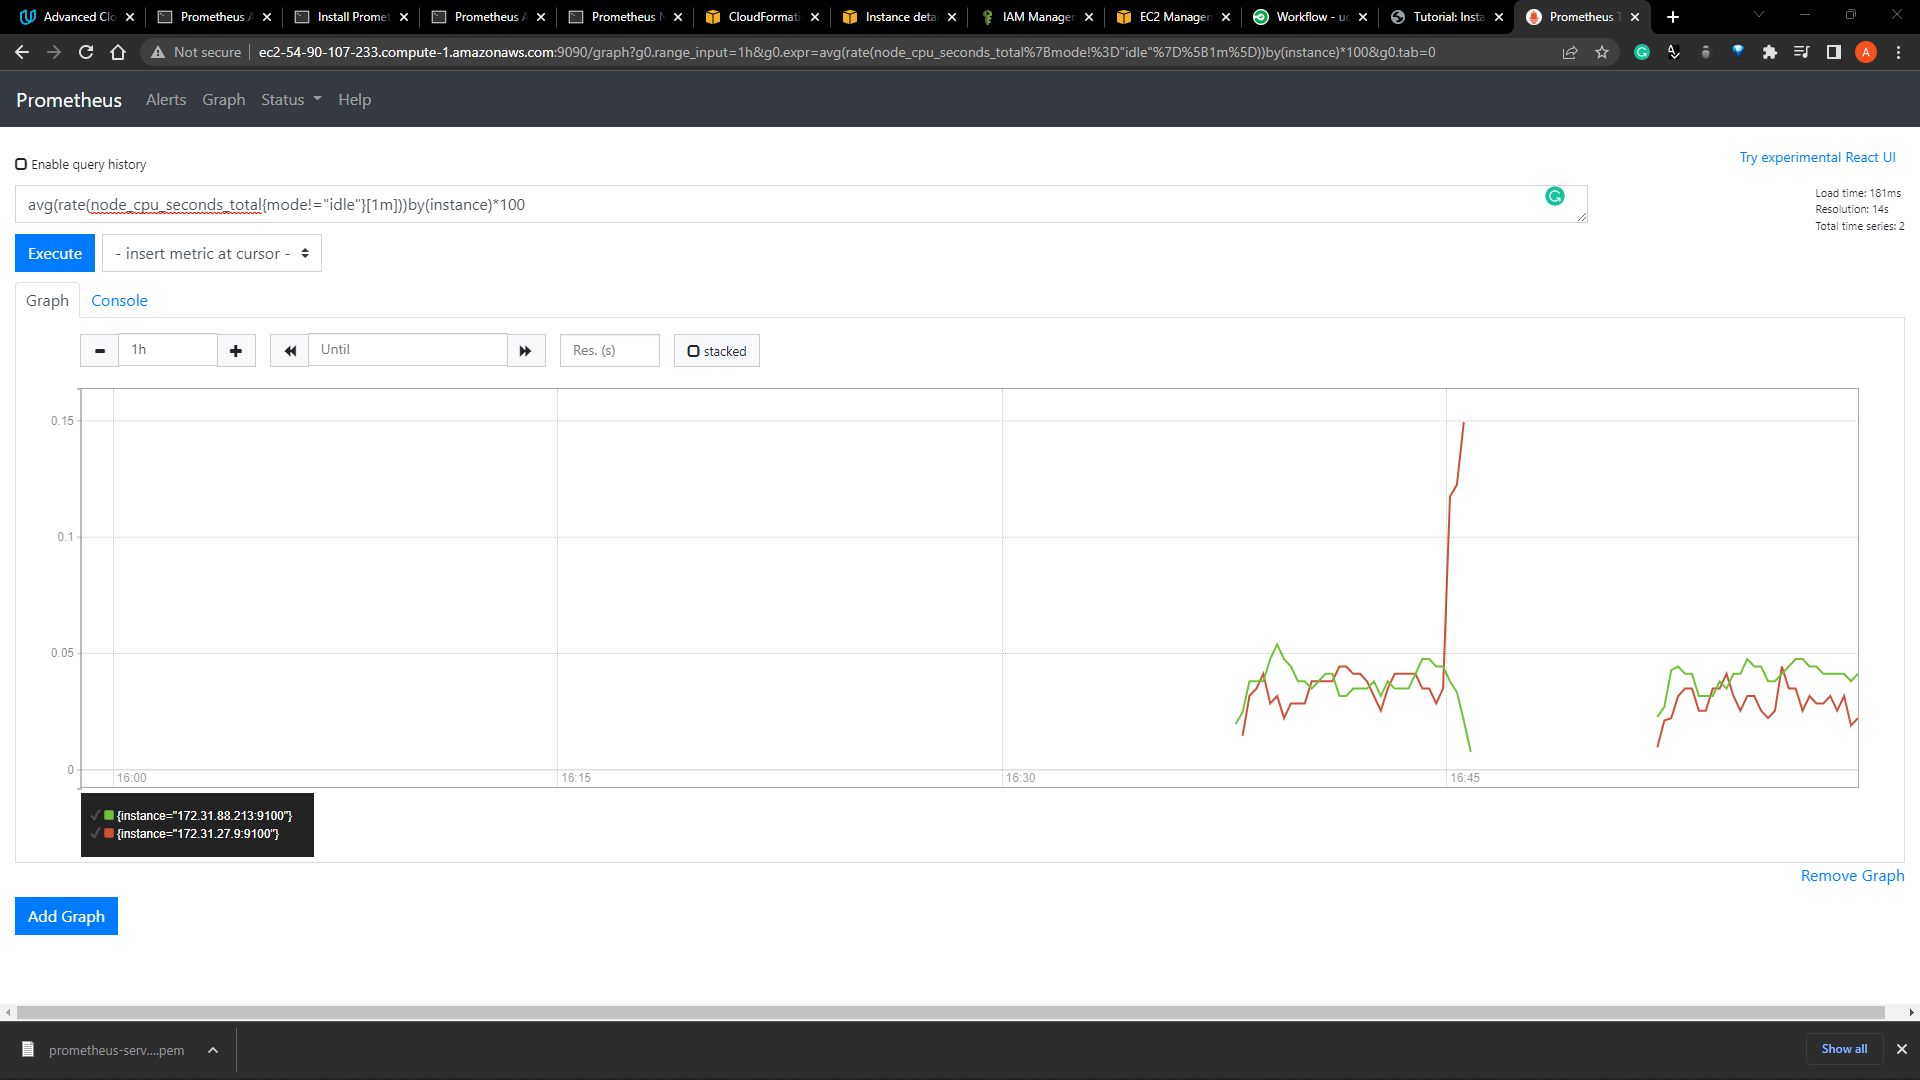 Advanced Clo
Prometheus A
Install Promet
Prometheus A
Prometheus N
CloudFormati
Instance deta
IAM Manager
EC2 Managem
Workflow - ud
Tutorial: Insta
Prometheus T
Not secure
ec2-54-90-107-233.compute-1.amazonaws.com:9090/graph?g0.range_input=1h&g0.expr=avg(rate(node_cpu_seconds_total%7Bmode!%3D"idle"%7D%5B1m%5D))by(instance)*100&g0.tab=0
A
Prometheus Alerts Graph Status Help
Enable query history
Try experimental React UI
avg(rate(node_cpu_seconds_total{mode!="idle"}[1m]))by(instance)*100
Load time: 181ms
Resolution: 14s
Total time series: 2
Execute
- insert metric at cursor -
Graph
Console
1h
Until
Res. (s)
stacked
0.15
0.1
0.05
0
16:00
16:15
16:30
16:45
{instance="172.31.88.213:9100"}
{instance="172.31.27.9:9100"}
Remove Graph
Add Graph
prometheus-serv....pem
Show all